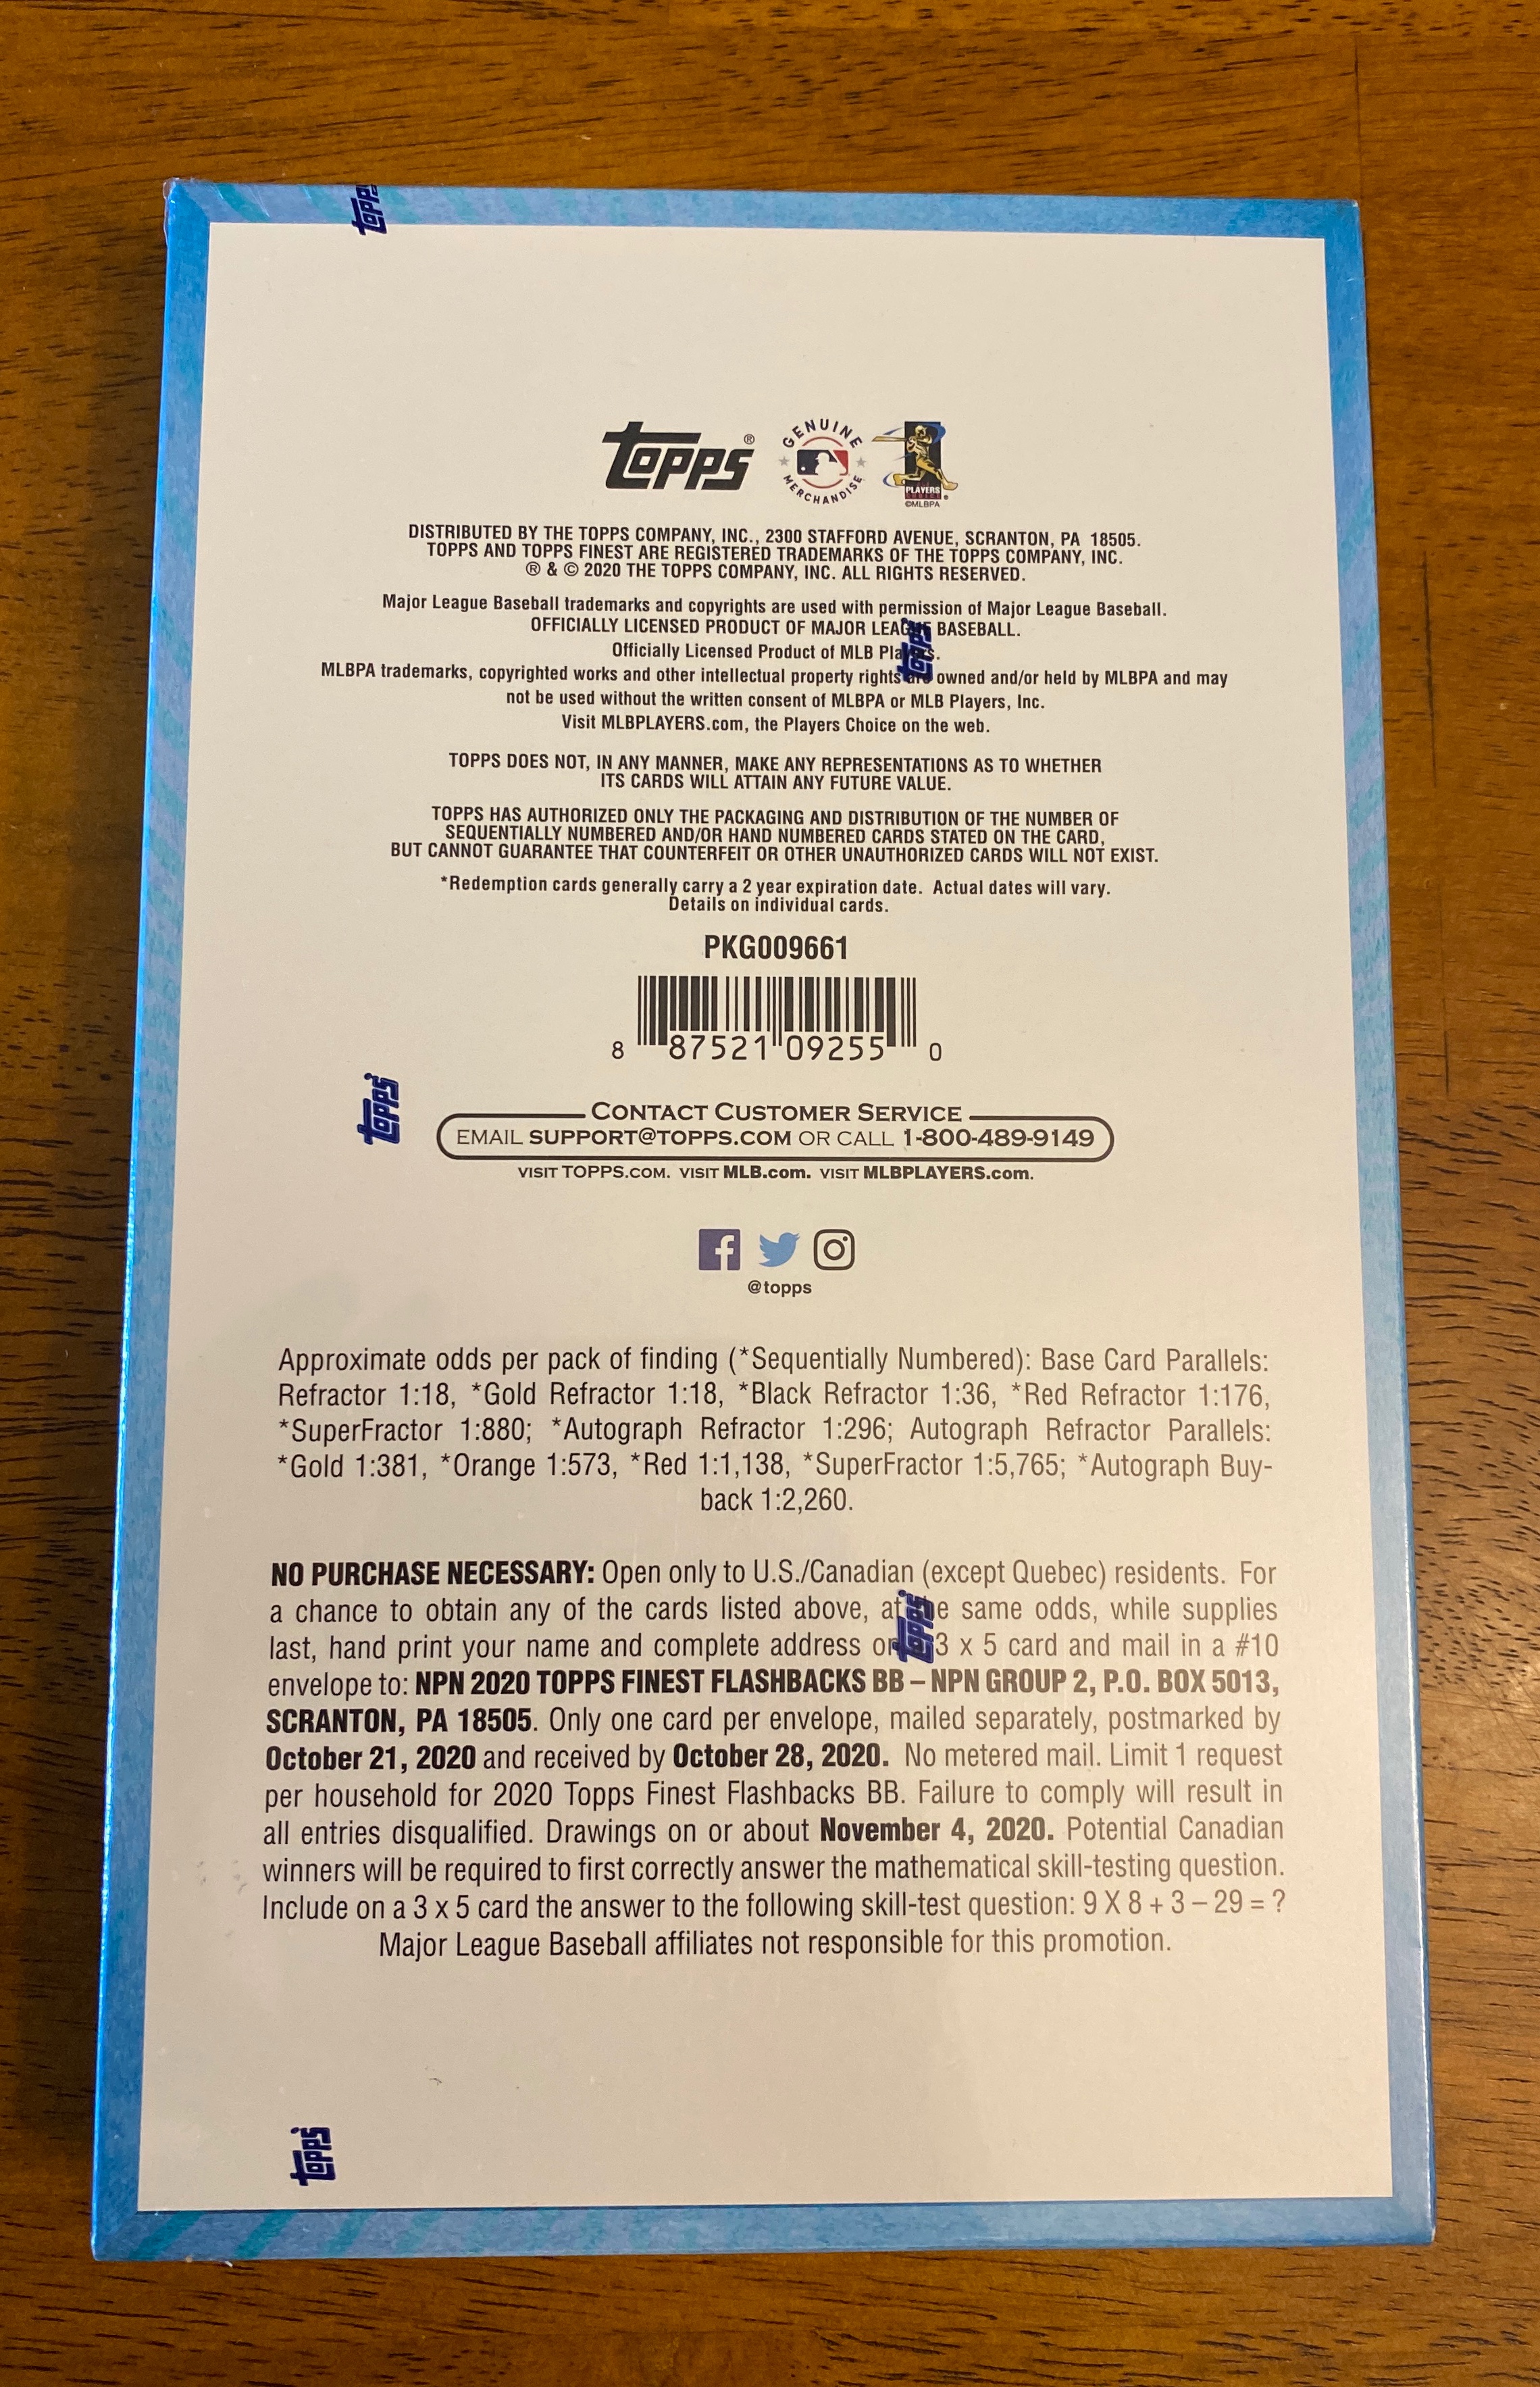 topps
topps®
GENUINE MERCHANDISE
PLAYERS
©MLBPA
DISTRIBUTED BY THE TOPPS COMPANY, INC., 2300 STAFFORD AVENUE, SCRANTON, PA 18505.
TOPPS AND TOPPS FINEST ARE REGISTERED TRADEMARKS OF THE TOPPS COMPANY, INC.
® & © 2020 THE TOPPS COMPANY, INC. ALL RIGHTS RESERVED.
Major League Baseball trademarks and copyrights are used with permission of Major League Baseball.
OFFICIALLY LICENSED PRODUCT OF MAJOR LEAGUE BASEBALL.
Officially Licensed Product of MLB Players.
topps
MLBPA trademarks, copyrighted works and other intellectual property rights are owned and/or held by MLBPA and may
not be used without the written consent of MLBPA or MLB Players, Inc.
Visit MLBPLAYERS.com, the Players Choice on the web.
TOPPS DOES NOT, IN ANY MANNER, MAKE ANY REPRESENTATIONS AS TO WHETHER
ITS CARDS WILL ATTAIN ANY FUTURE VALUE.
TOPPS HAS AUTHORIZED ONLY THE PACKAGING AND DISTRIBUTION OF THE NUMBER OF
SEQUENTIALLY NUMBERED AND/OR HAND NUMBERED CARDS STATED ON THE CARD,
BUT CANNOT GUARANTEE THAT COUNTERFEIT OR OTHER UNAUTHORIZED CARDS WILL NOT EXIST.
*Redemption cards generally carry a 2 year expiration date. Actual dates will vary.
Details on individual cards.
PKG009661
8 87521 09255 0
topps
CONTACT CUSTOMER SERVICE
EMAIL SUPPORT@TOPPS.COM OR CALL 1-800-489-9149
VISIT TOPPS.COM. VISIT MLB.com. VISIT MLBPLAYERS.com.
@topps
Approximate odds per pack of finding (*Sequentially Numbered): Base Card Parallels:
Refractor 1:18, *Gold Refractor 1:18, *Black Refractor 1:36, *Red Refractor 1:176,
*SuperFractor 1:880; *Autograph Refractor 1:296; Autograph Refractor Parallels:
*Gold 1:381, *Orange 1:573, *Red 1:1,138, *SuperFractor 1:5,765; *Autograph Buy-
back 1:2,260.
NO PURCHASE NECESSARY: Open only to U.S./Canadian (except Quebec) residents. For
a chance to obtain any of the cards listed above, at the same odds, while supplies
topps
last, hand print your name and complete address on 3 x 5 card and mail in a #10
envelope to: NPN 2020 TOPPS FINEST FLASHBACKS BB – NPN GROUP 2, P.O. BOX 5013,
SCRANTON, PA 18505. Only one card per envelope, mailed separately, postmarked by
October 21, 2020 and received by October 28, 2020. No metered mail. Limit 1 request
per household for 2020 Topps Finest Flashbacks BB. Failure to comply will result in
all entries disqualified. Drawings on or about November 4, 2020. Potential Canadian
winners will be required to first correctly answer the mathematical skill-testing question.
Include on a 3 x 5 card the answer to the following skill-test question: 9 X 8 + 3 – 29 = ?
Major League Baseball affiliates not responsible for this promotion.
topps